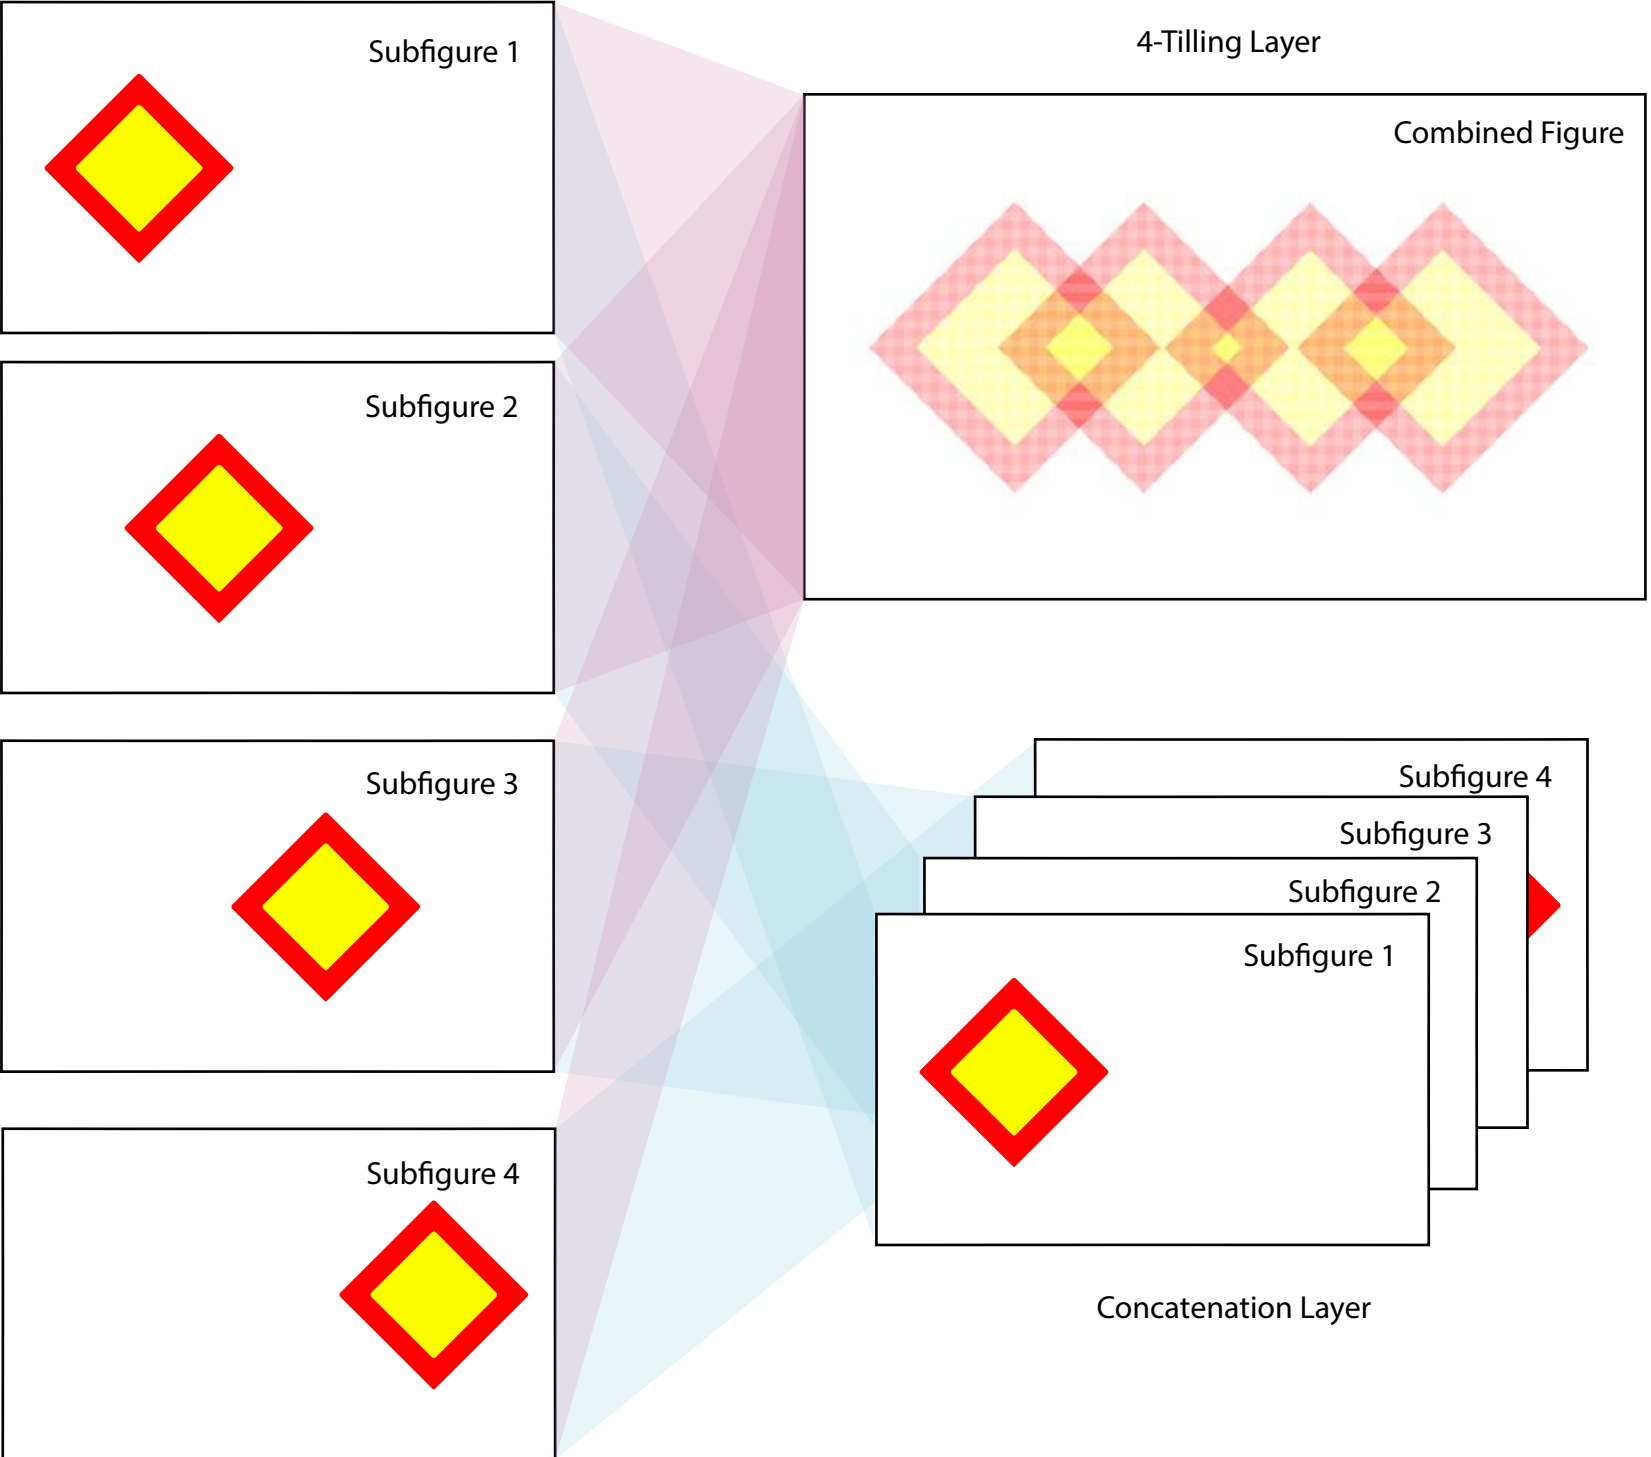 Subfigure 1
Subfigure 2
Subfigure 3
Subfigure 4
4-Tilling Layer
Combined Figure
Subfigure 4
Subfigure 3
Subfigure 2
Subfigure 1
Concatenation Layer